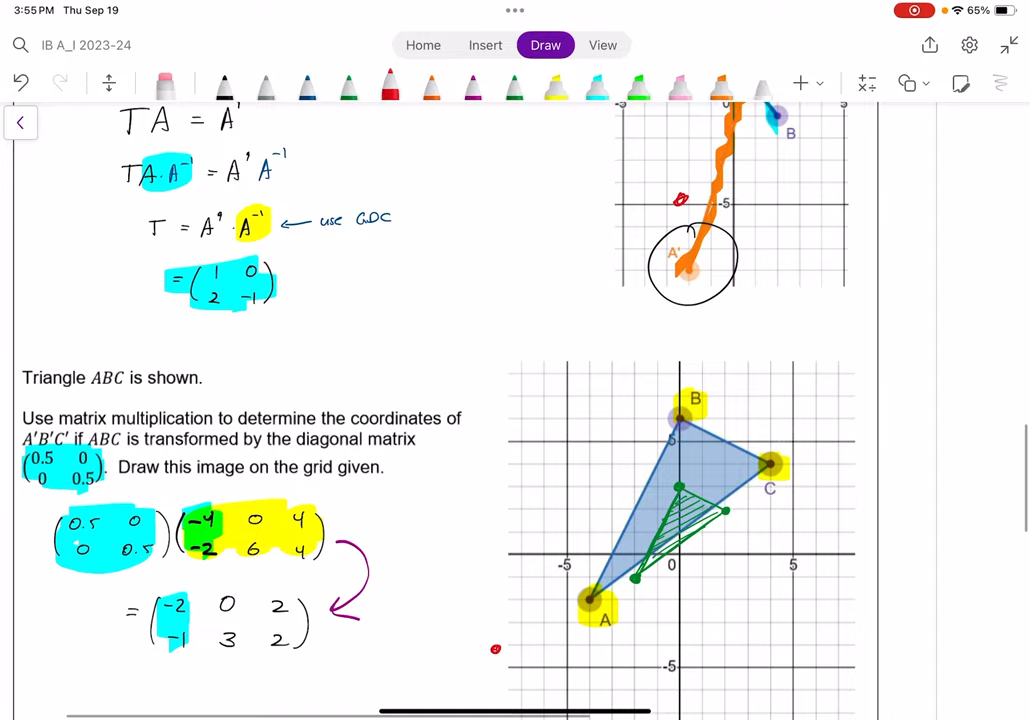 3:55 PM Thu Sep 19
65%
IB A_I 2023-24
Home Insert Draw View
TA = A'
TA · A⁻¹ = A' A⁻¹
T = A' · A⁻¹ ← use GDC
= ( 1 0
2 -1 )
-5 0 5
B
-5
A'
Triangle ABC is shown.
Use matrix multiplication to determine the coordinates of
A′B′C′ if ABC is transformed by the diagonal matrix
(0.5 0
0 0.5). Draw this image on the grid given.
( 0.5 0
0 0.5 ) ( -4 0 4
-2 6 4 )
= ( -2 0 2
-1 3 2 )
B
5
C
-5 0 5
A
-5